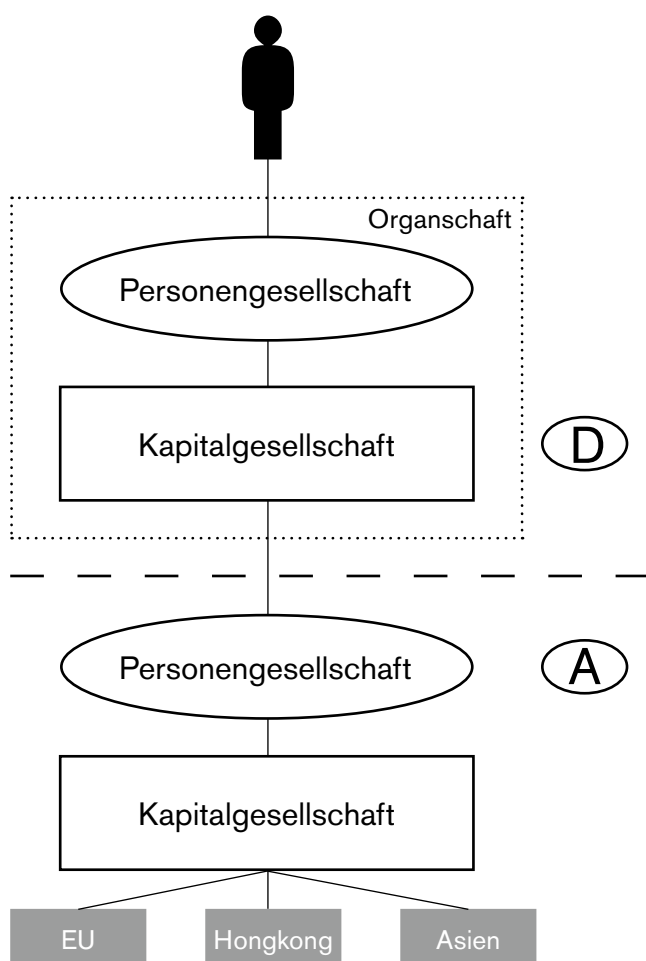 Organschaft
Personengesellschaft
Kapitalgesellschaft
D
Personengesellschaft
A
Kapitalgesellschaft
EU
Hongkong
Asien